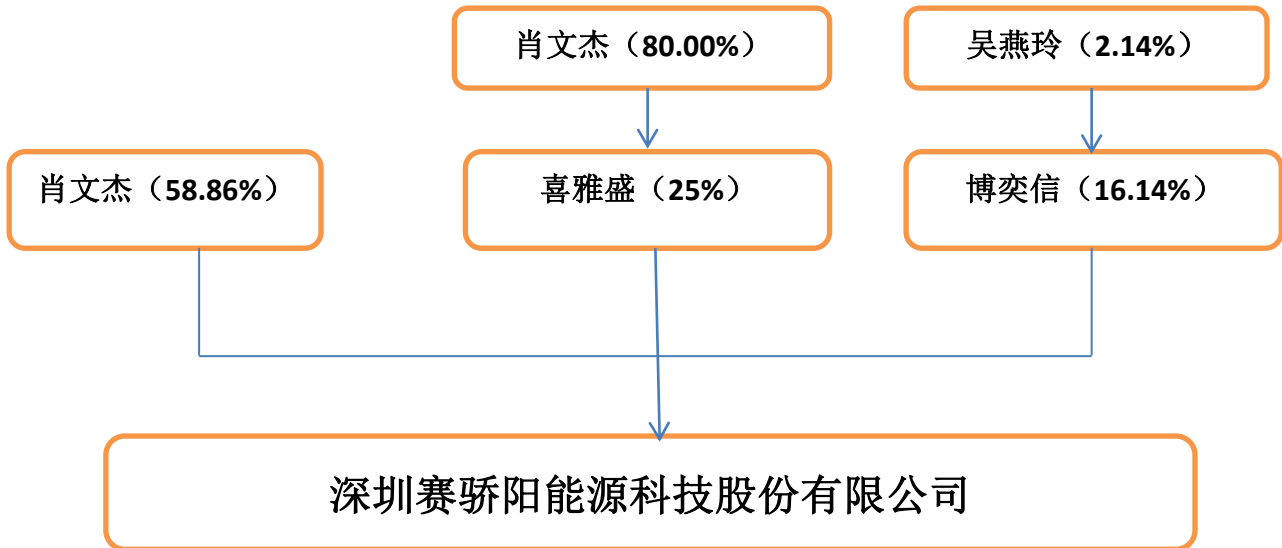 肖文杰（80.00%）
吴燕玲（2.14%）
肖文杰（58.86%）
喜雅盛（25%）
博奕信（16.14%）
深圳赛骄阳能源科技股份有限公司